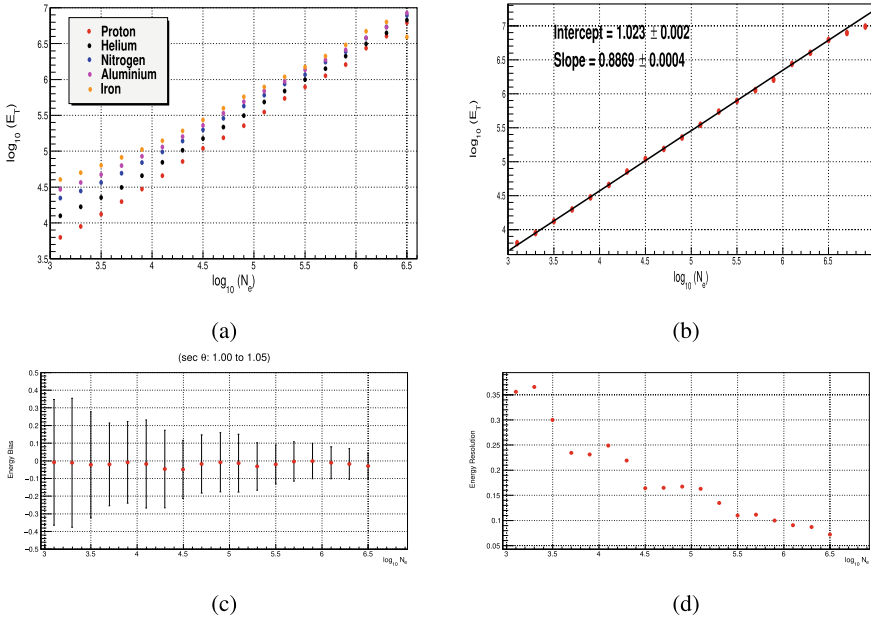 7
6.5
6
5.5
5
4.5
4
3.5
log10 (ET)
Proton
Helium
Nitrogen
Aluminium
Iron
3 3.5 4 4.5 5 5.5 6 6.5
log10 (Ne)
(a)
7
6.5
6
5.5
5
4.5
4
log10 (ET)
Intercept = 1.023 ± 0.002
Slope = 0.8869 ± 0.0004
3 3.5 4 4.5 5 5.5 6 6.5
log10 (Ne)
(b)
(sec θ: 1.00 to 1.05)
0.5
0.4
0.3
0.2
0.1
0
−0.1
−0.2
−0.3
−0.4
−0.5
Energy Bias
3 3.5 4 4.5 5 5.5 6 6.5
log10 Ne
(c)
0.35
0.3
0.25
0.2
0.15
0.1
0.05
Energy Resolution
3 3.5 4 4.5 5 5.5 6 6.5
log10 Ne
(d)